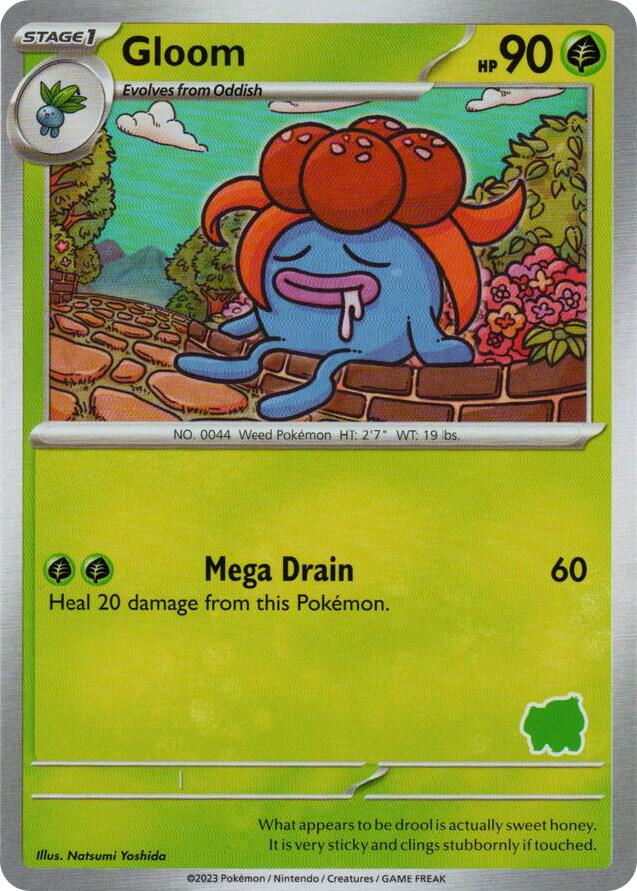 STAGE1
Gloom
HP 90
Evolves from Oddish
NO. 0044 Weed Pokémon HT: 2'7" WT: 19 lbs.
Mega Drain 60
Heal 20 damage from this Pokémon.
What appears to be drool is actually sweet honey.
It is very sticky and clings stubbornly if touched.
Illus. Natsumi Yoshida
©2023 Pokémon / Nintendo / Creatures / GAME FREAK